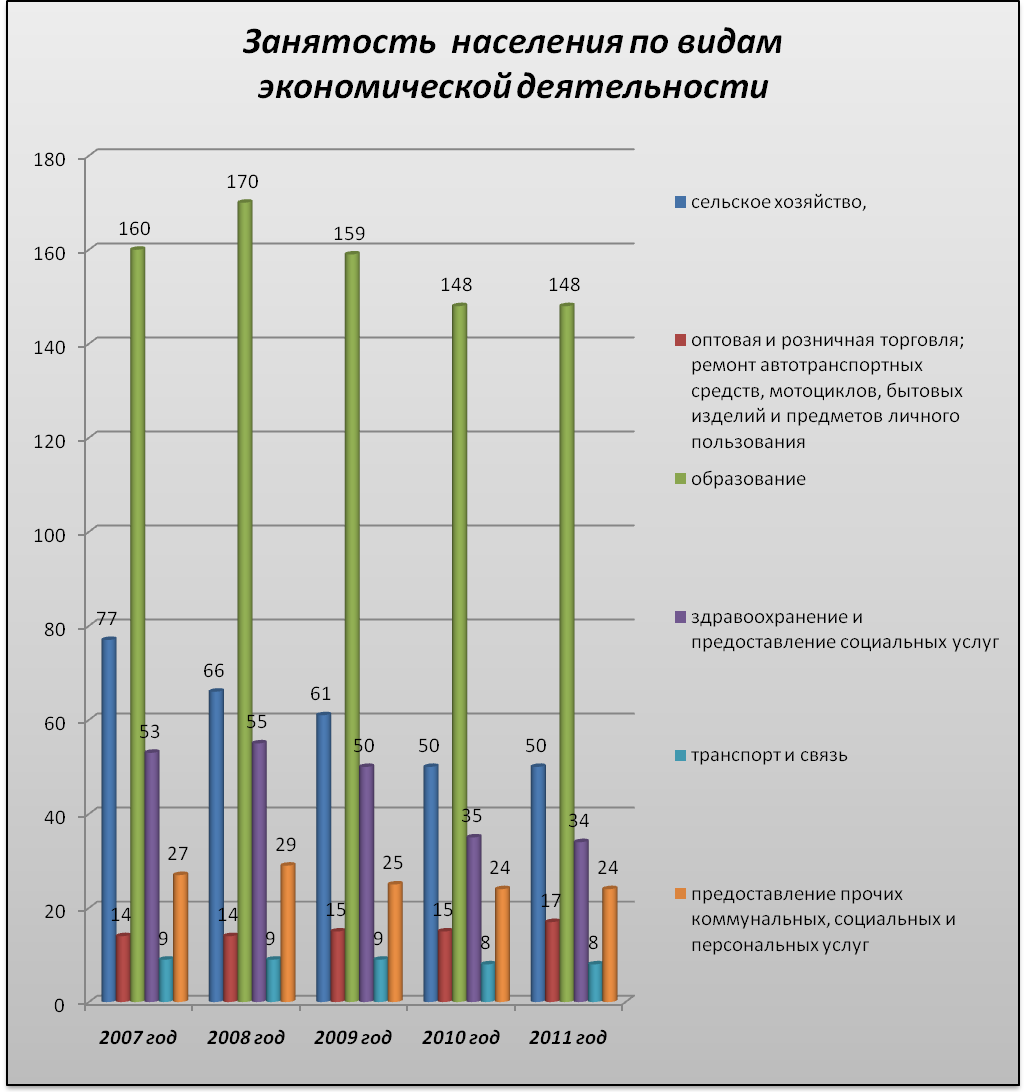 Занятость населения по видам
экономической деятельности
180
160
140
120
100
80
60
40
20
0
77
14
160
53
9
27
66
14
170
55
9
29
61
15
159
50
9
25
50
15
148
35
8
24
50
17
148
34
8
24
2007 год
2008 год
2009 год
2010 год
2011 год
сельское хозяйство,
оптовая и розничная торговля;
ремонт автотранспортных
средств, мотоциклов, бытовых
изделий и предметов личного
пользования
образование
здравоохранение и
предоставление социальных услуг
транспорт и связь
предоставление прочих
коммунальных, социальных и
персональных услуг